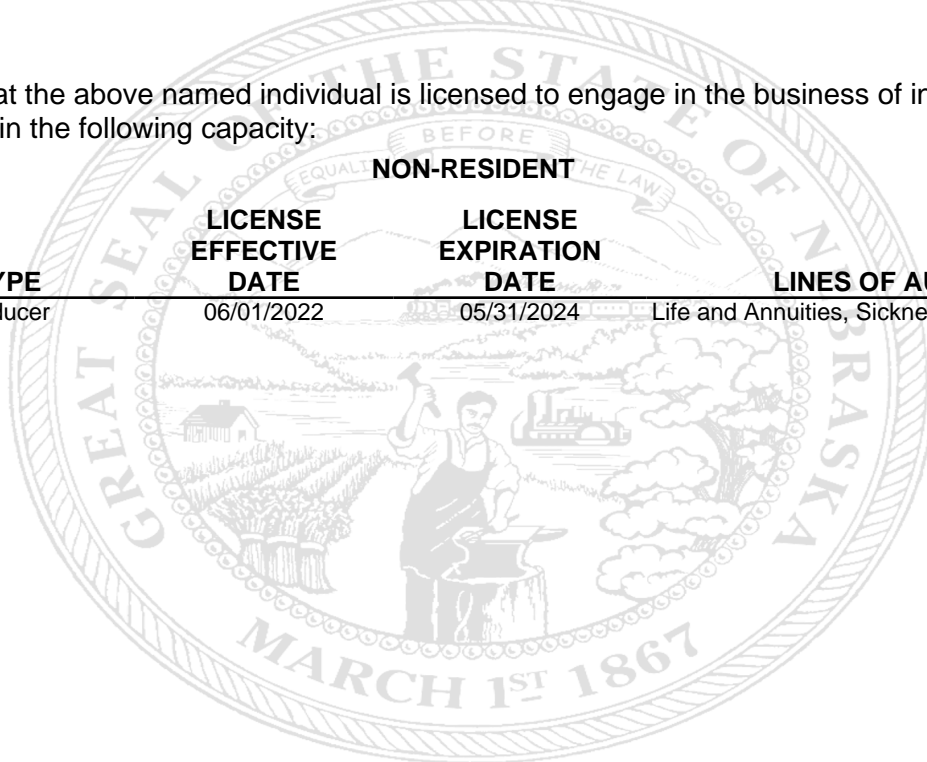 at the above named individual is licensed to engage in the business of in
in the following capacity:
NON-RESIDENT
LICENSE LICENSE
EFFECTIVE EXPIRATION
YPE DATE DATE LINES OF AU
ducer 06/01/2022 05/31/2024 Life and Annuities, Sickne
GREAT SEAL OF THE STATE OF NEBRASKA
EQUALITY BEFORE THE LAW
MARCH 1ST 1867